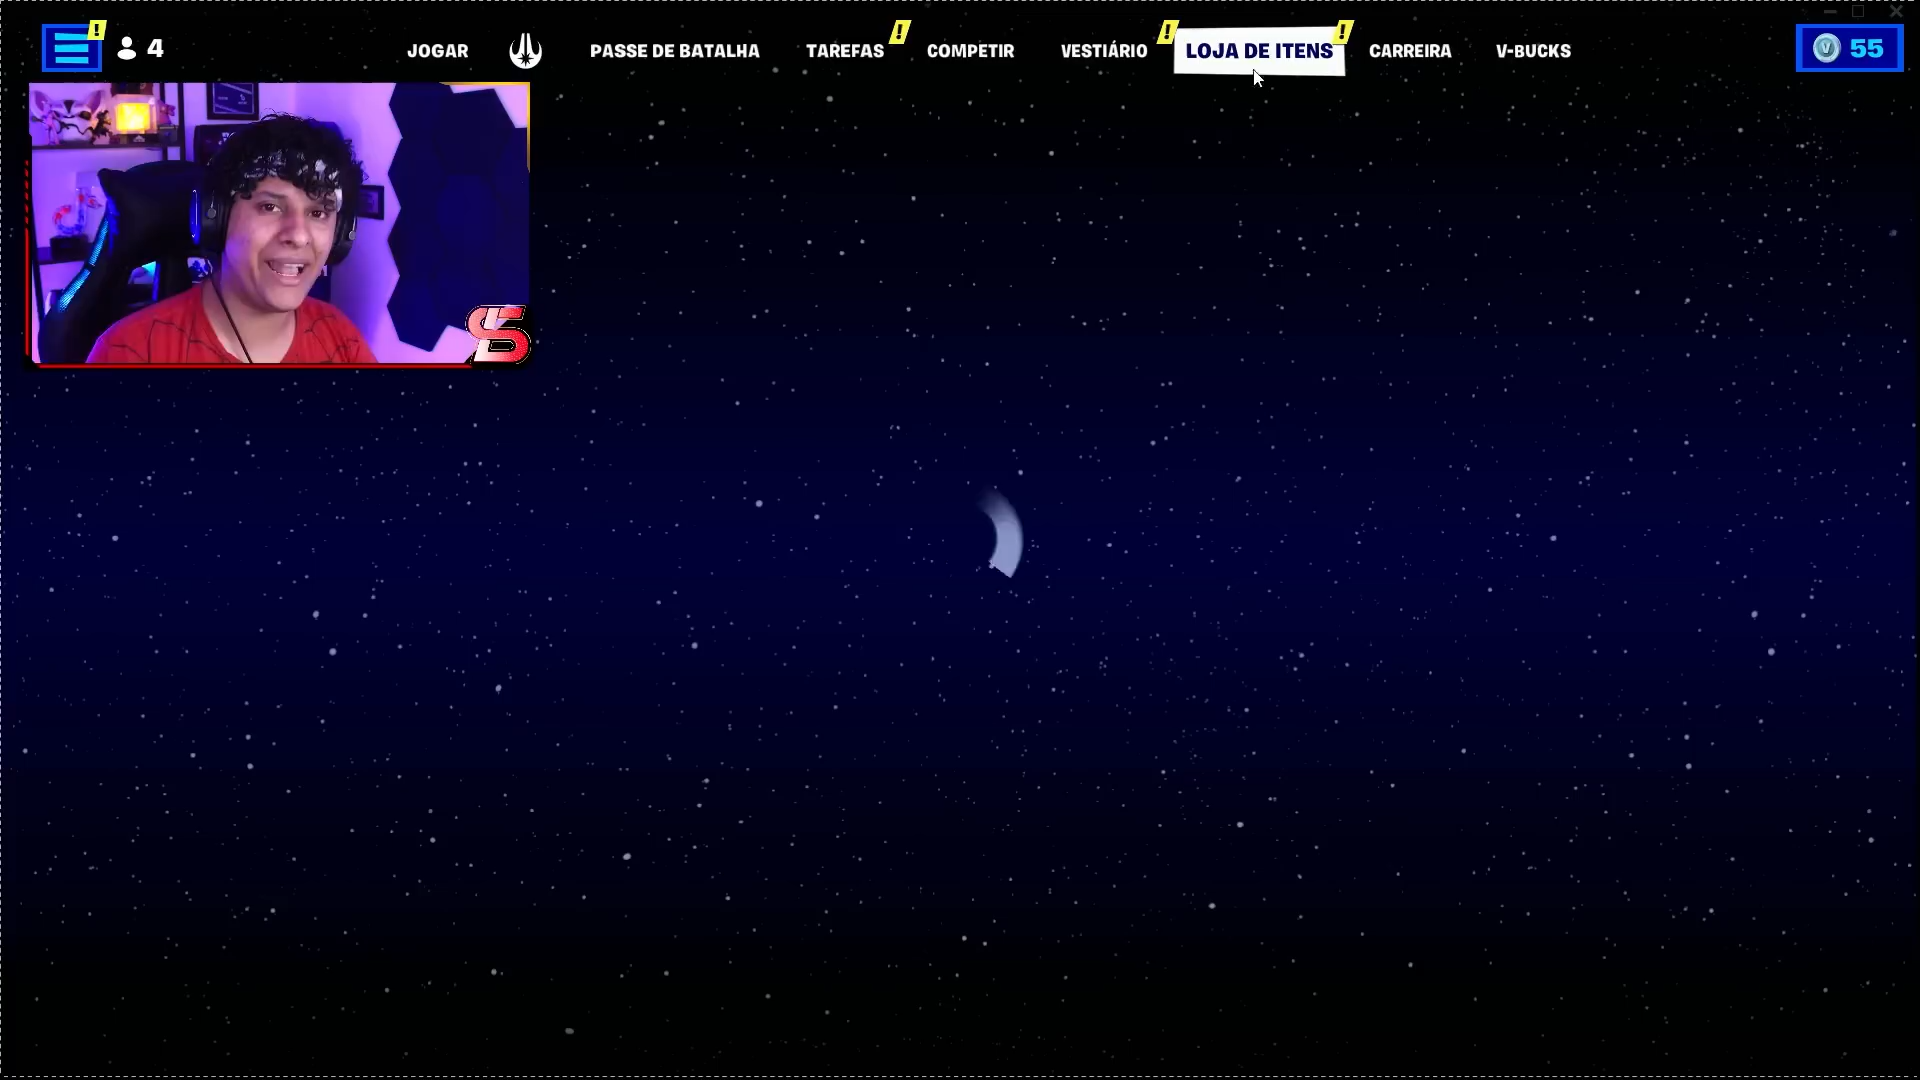 4
JOGAR
PASSE DE BATALHA
TAREFAS
!
COMPETIR
VESTIÁRIO
!
LOJA DE ITENS
!
CARREIRA
V-BUCKS
V 55
!
S